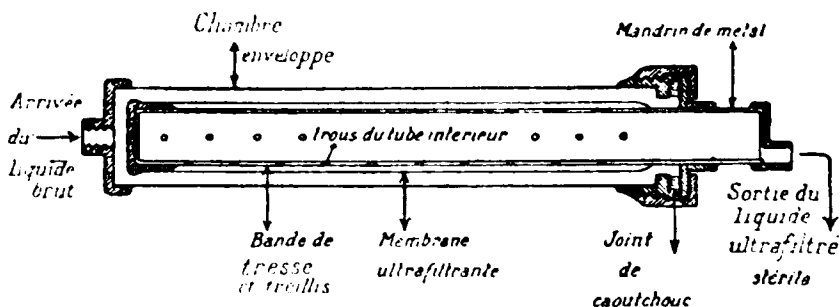 Chambre
enveloppe
Mandrin de métal
Arrivée
du
liquide
brut
trous du tube intérieur
Bande de
tresse
et treillis
Membrane
ultrafiltrante
Joint
de
caoutchouc
Sortie du
liquide
ultrafiltré
stérile